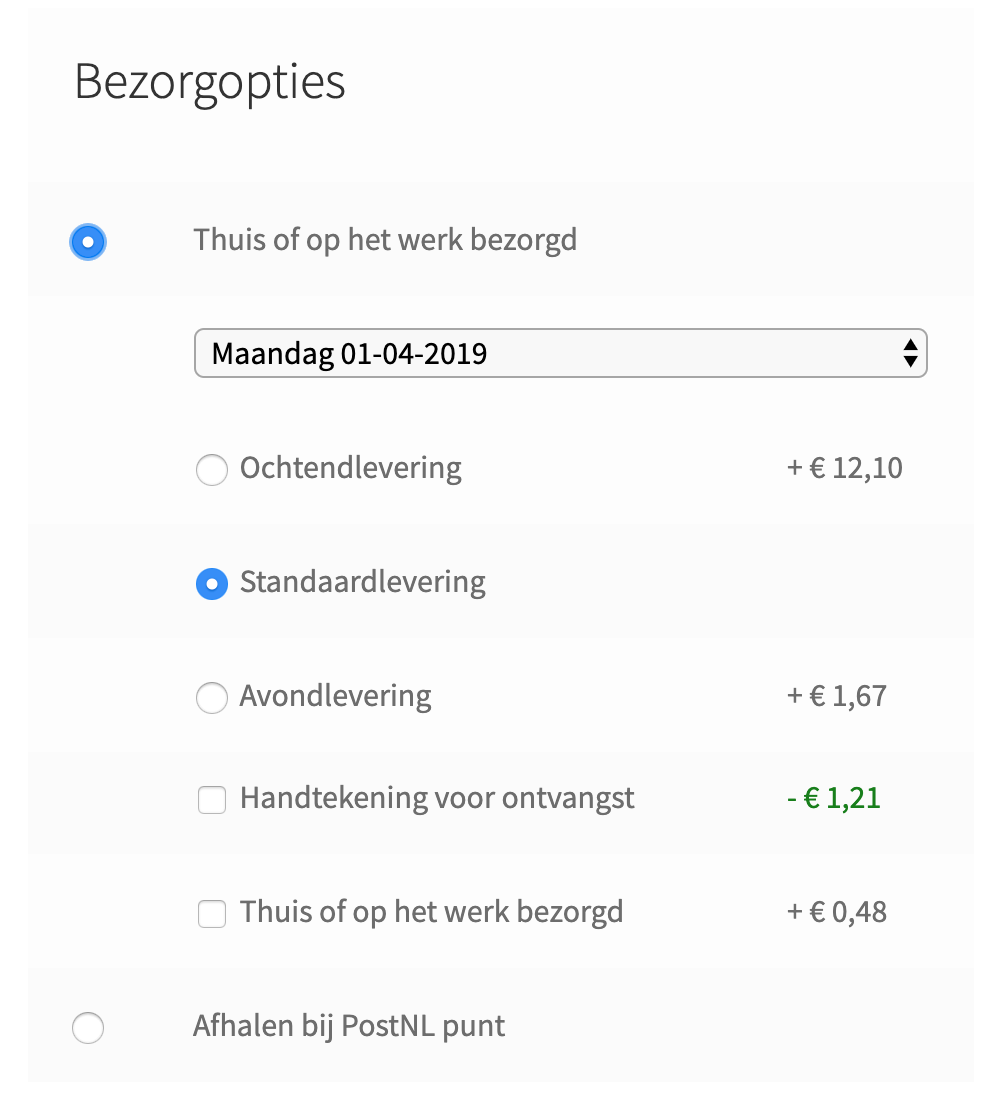 Bezorgopties
Thuis of op het werk bezorgd
Maandag 01-04-2019
Ochtendlevering + € 12,10
Standaardlevering
Avondlevering + € 1,67
Handtekening voor ontvangst - € 1,21
Thuis of op het werk bezorgd + € 0,48
Afhalen bij PostNL punt